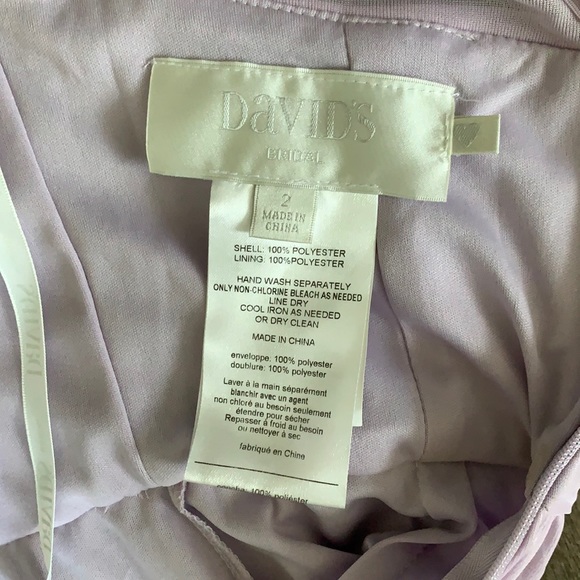 DAVID'S
BRIDAL
2
MADE IN
CHINA
SHELL: 100% POLYESTER
LINING: 100%POLYESTER
HAND WASH SEPARATELY
ONLY NON-CHLORINE BLEACH AS NEEDED
LINE DRY
COOL IRON AS NEEDED
OR DRY CLEAN
MADE IN CHINA
enveloppe: 100% polyester
doublure: 100% polyester
Laver à la main séparément
blanchir avec un agent
non chloré au besoin seulement
étendre pour sécher
Repasser à froid au besoin
ou nettoyer à sec
fabriqué en Chine
100% poliéster